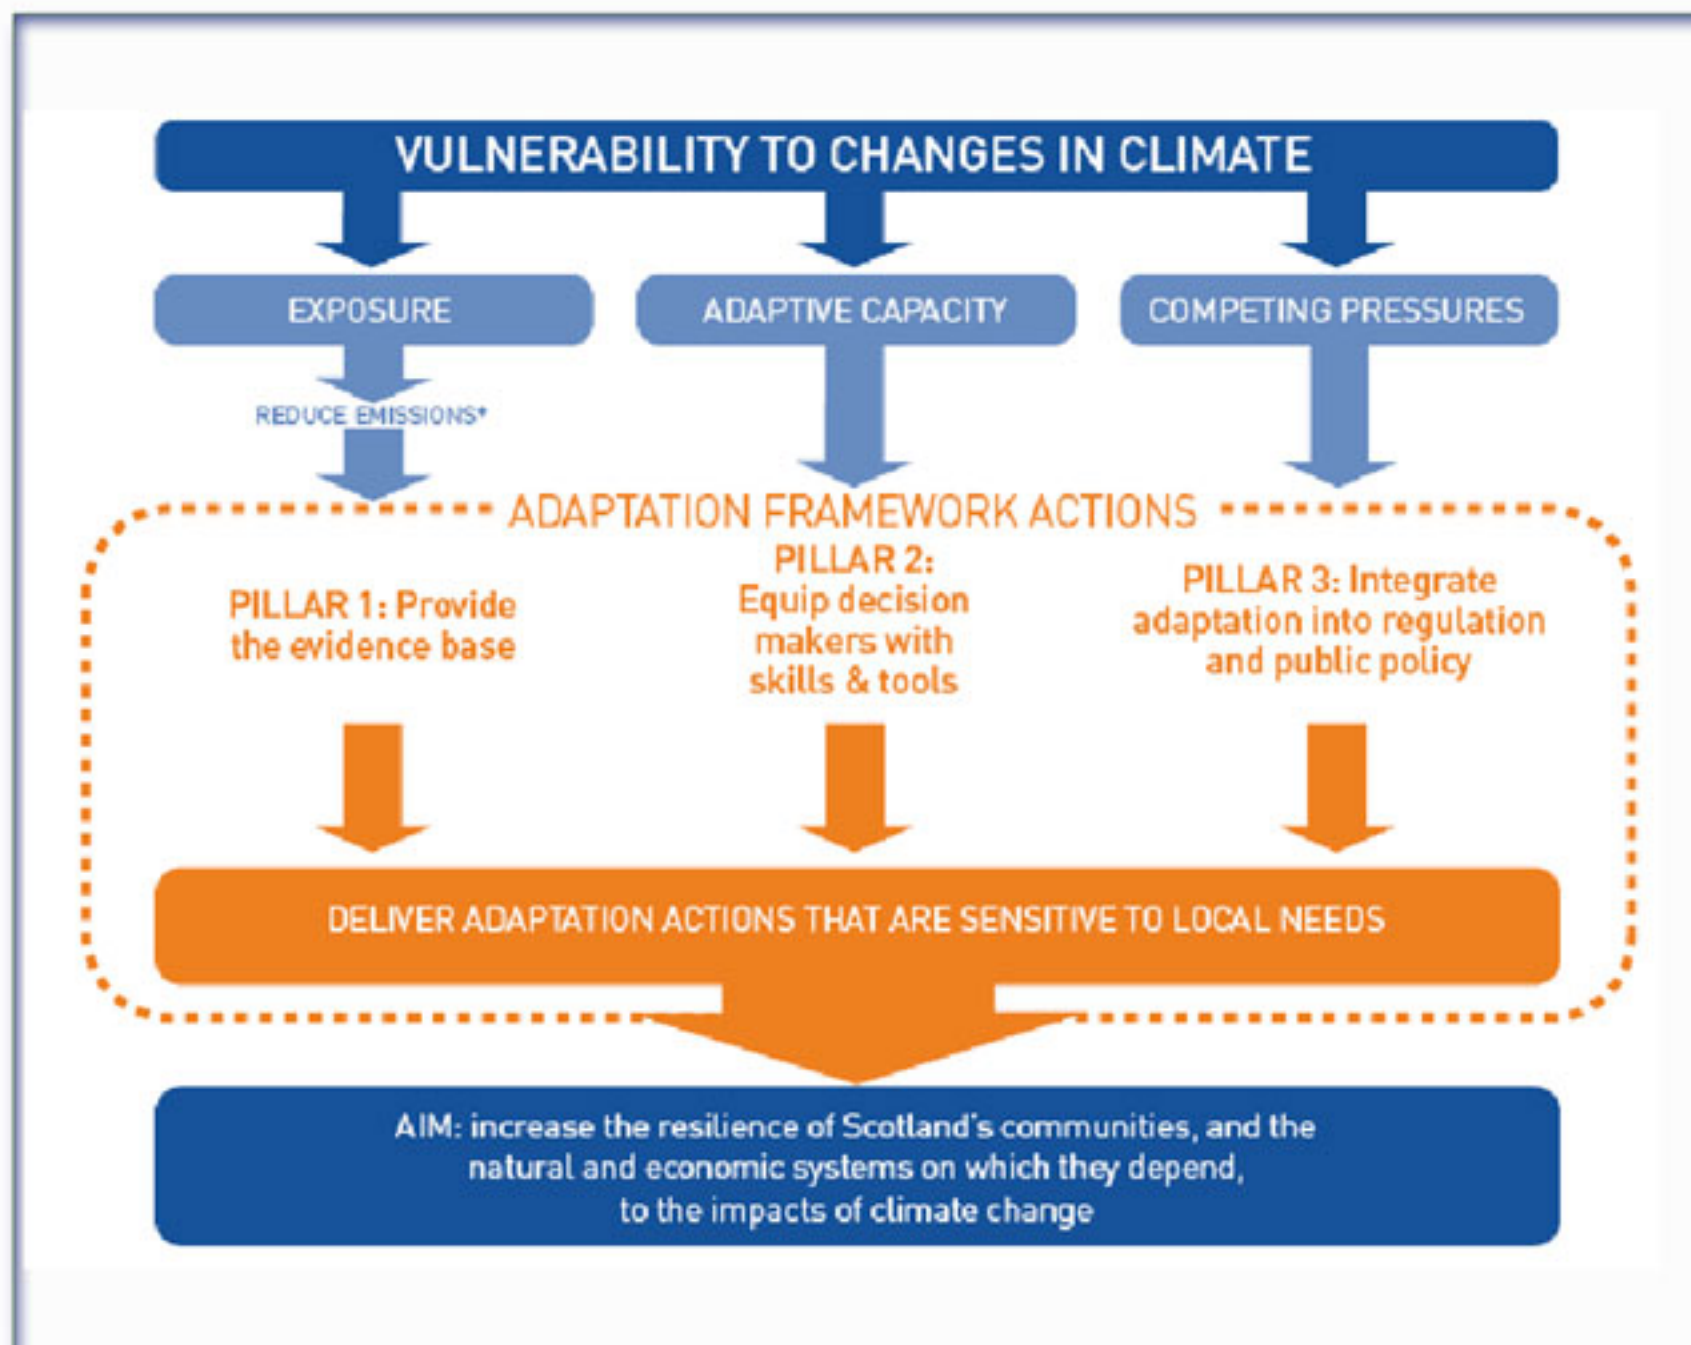 VULNERABILITY TO CHANGES IN CLIMATE
EXPOSURE
ADAPTIVE CAPACITY
COMPETING PRESSURES
REDUCE EMISSIONS*
ADAPTATION FRAMEWORK ACTIONS
PILLAR 1: Provide
the evidence base
PILLAR 2:
Equip decision
makers with
skills & tools
PILLAR 3: Integrate
adaptation into regulation
and public policy
DELIVER ADAPTATION ACTIONS THAT ARE SENSITIVE TO LOCAL NEEDS
AIM: increase the resilience of Scotland's communities, and the
natural and economic systems on which they depend,
to the impacts of climate change